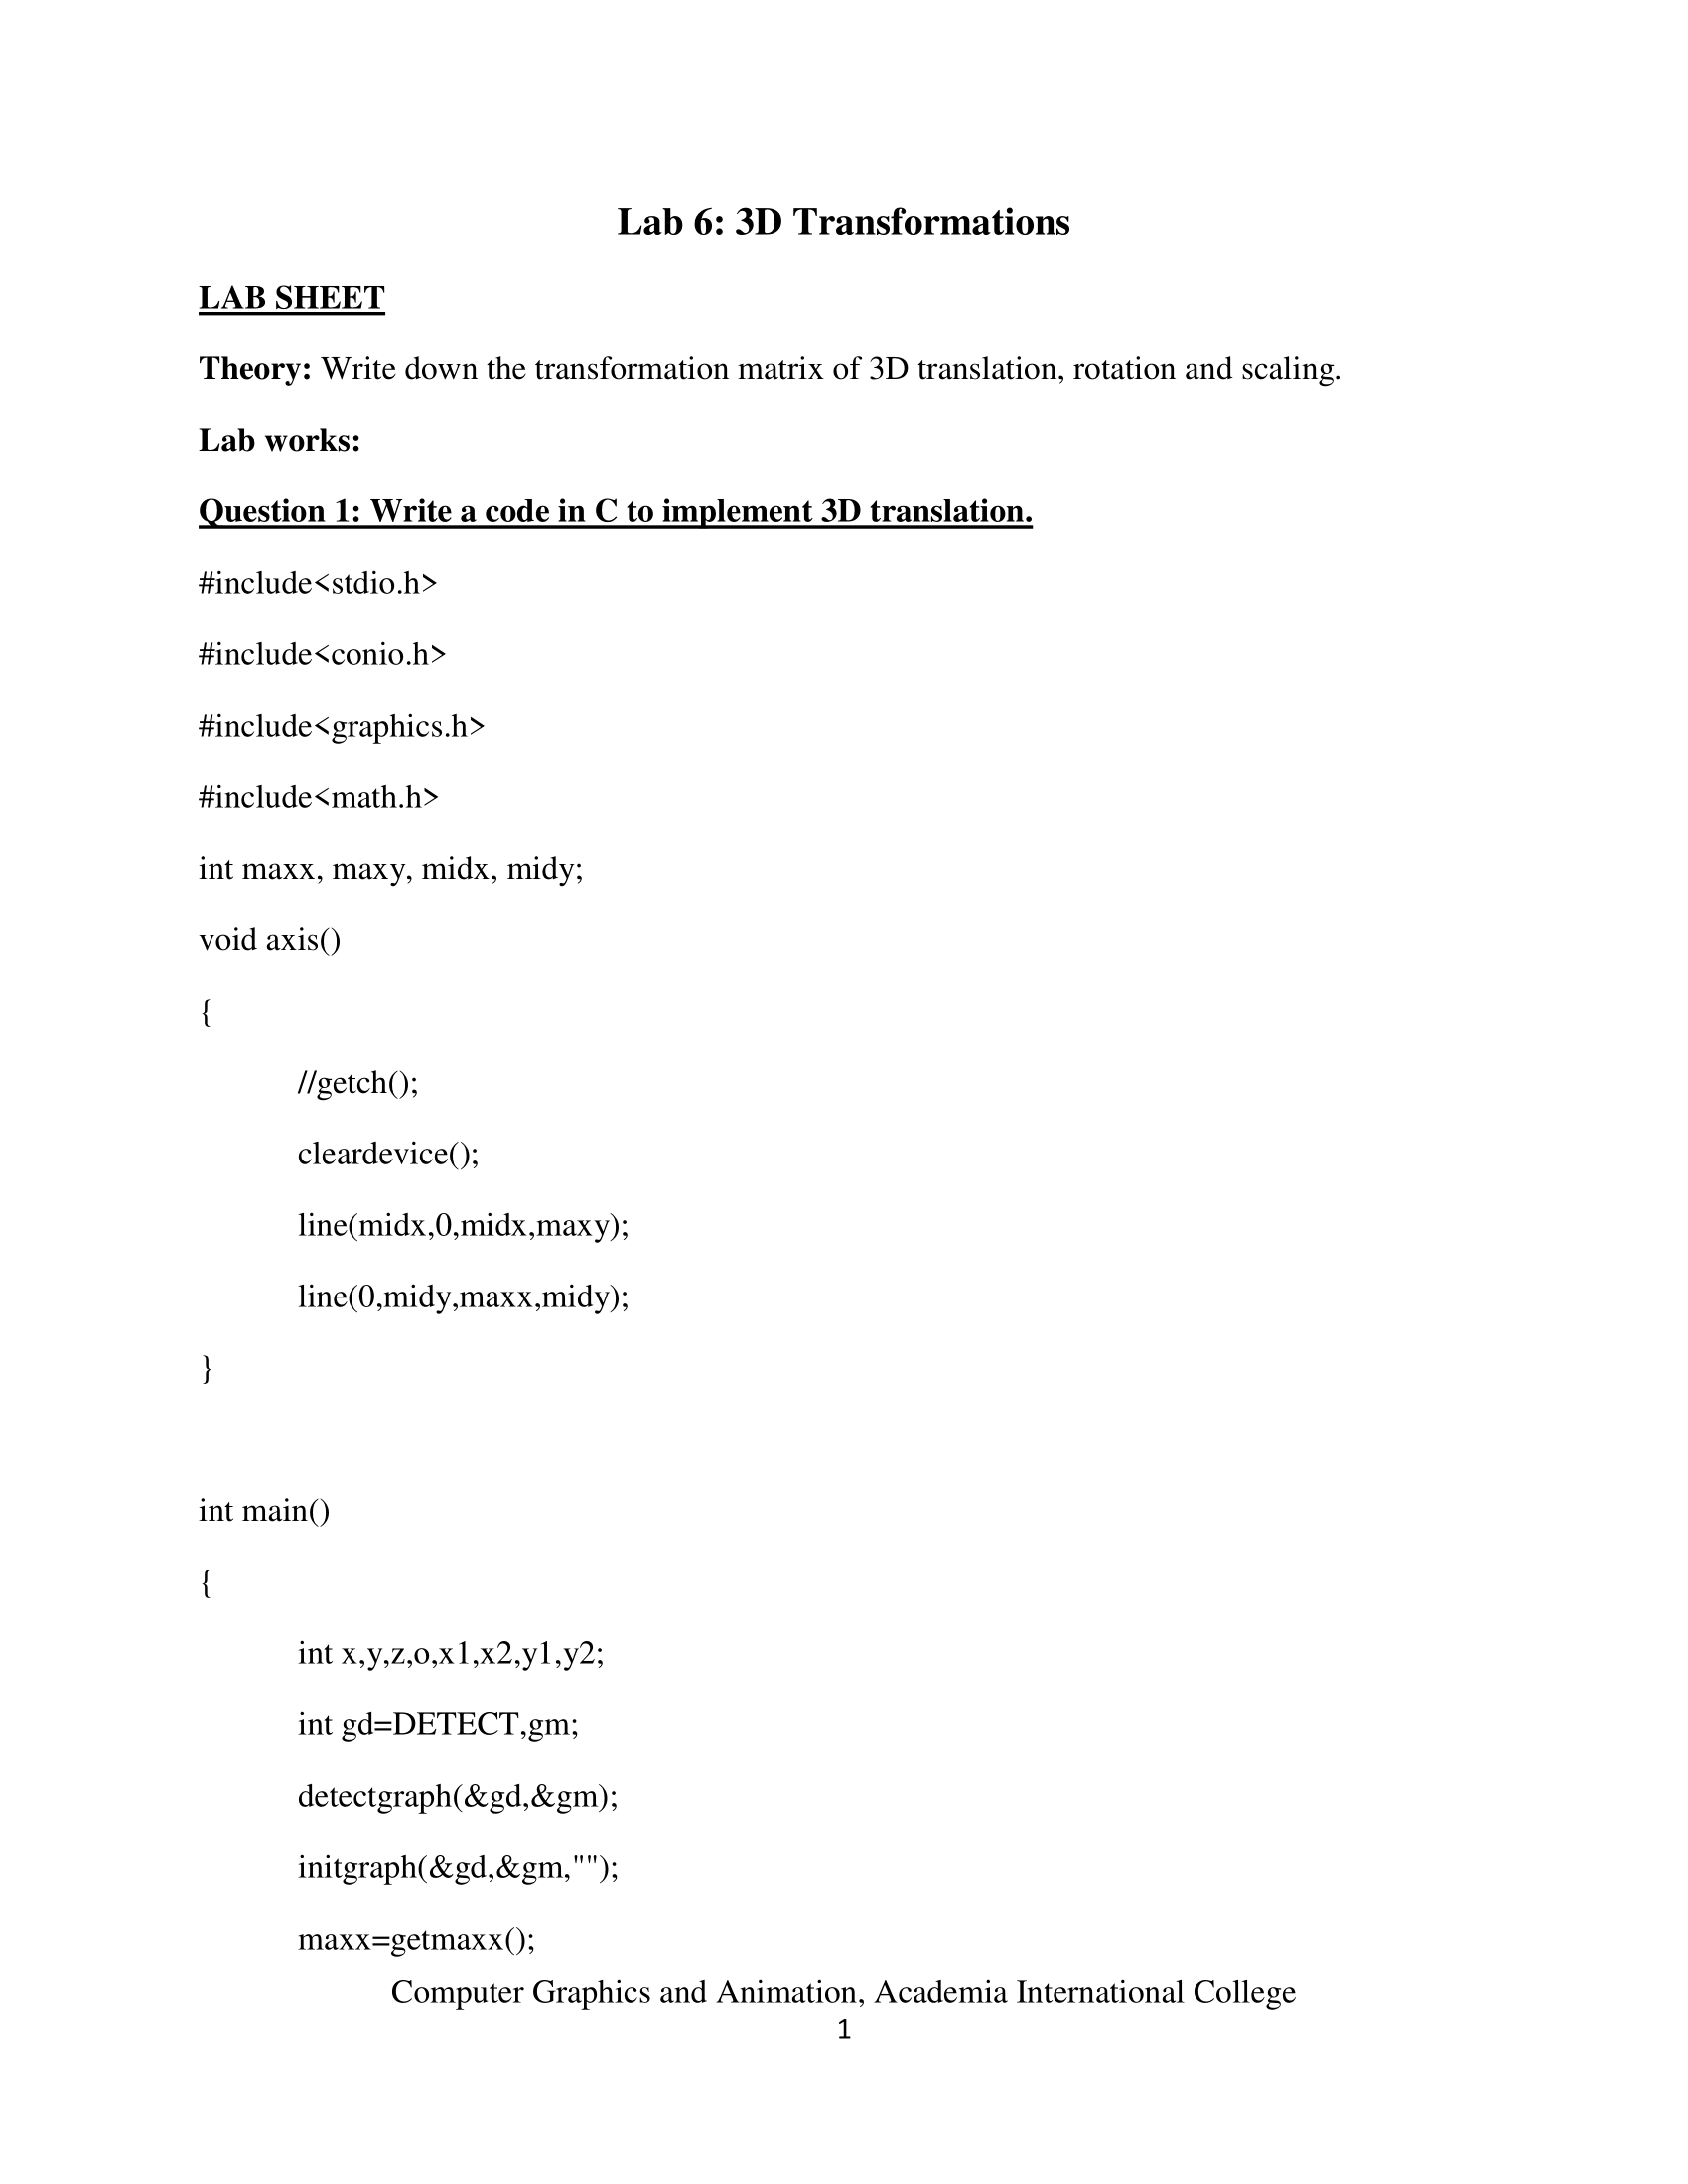 Lab 6: 3D Transformations
LAB SHEET
Theory: Write down the transformation matrix of 3D translation, rotation and scaling.
Lab works:
Question 1: Write a code in C to implement 3D translation.
#include<stdio.h>
#include<conio.h>
#include<graphics.h>
#include<math.h>
int maxx, maxy, midx, midy;
void axis()
{
//getch();
cleardevice();
line(midx,0,midx,maxy);
line(0,midy,maxx,midy);
}
int main()
{
int x,y,z,o,x1,x2,y1,y2;
int gd=DETECT,gm;
detectgraph(&gd,&gm);
initgraph(&gd,&gm,"");
maxx=getmaxx();
Computer Graphics and Animation, Academia International College
1